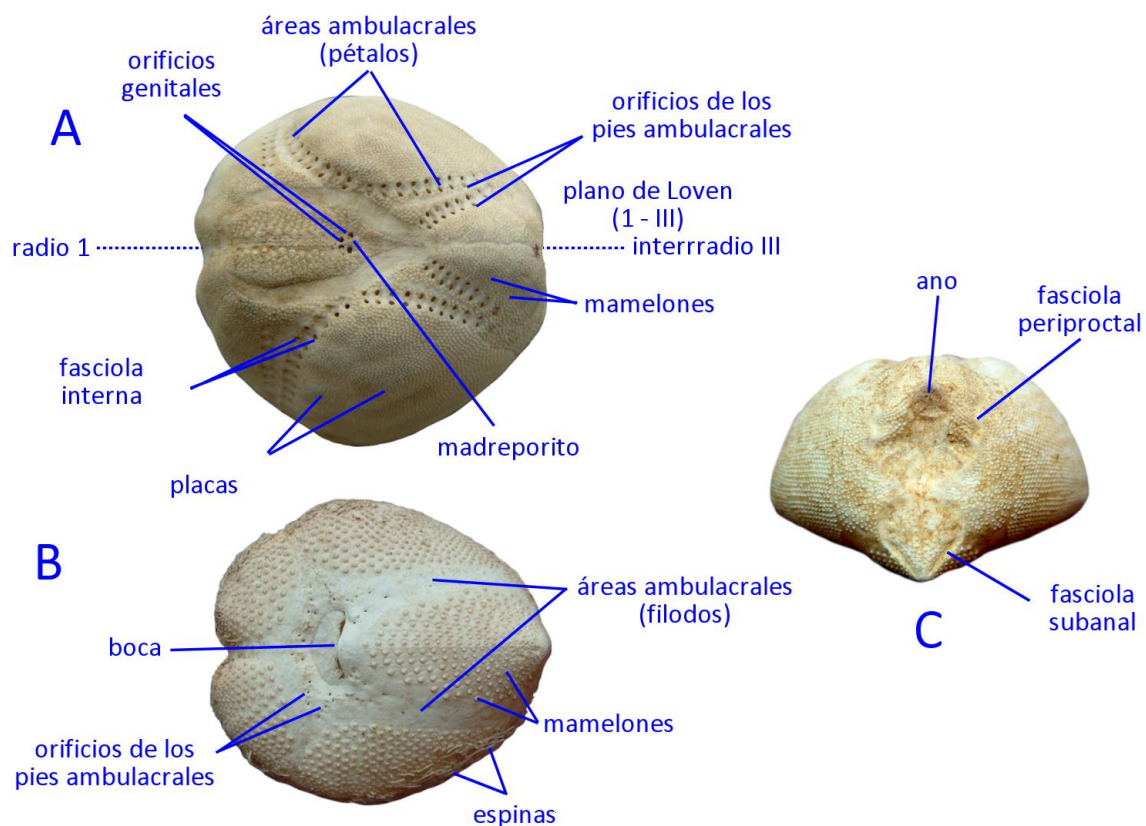 áreas ambulacrales
(pétalos)
orificios
genitales
A
orificios de los
pies ambulacrales
plano de Loven
(1 - III)
radio 1
interrradio III
mamelones
fasciola
interna
madreporito
placas
ano
fasciola
periproctal
fasciola
subanal
C
B
áreas ambulacrales
(filodos)
boca
mamelones
orificios de los
pies ambulacrales
espinas